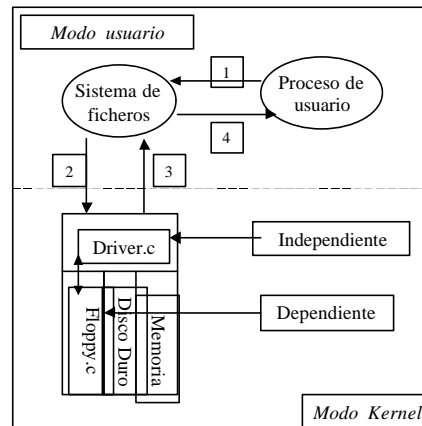 Modo usuario
1
Sistema de
ficheros
Proceso de
usuario
4
2
3
Driver.c
Independiente
Floppy.c
Disco Duro
Memoria
Dependiente
Modo Kernel